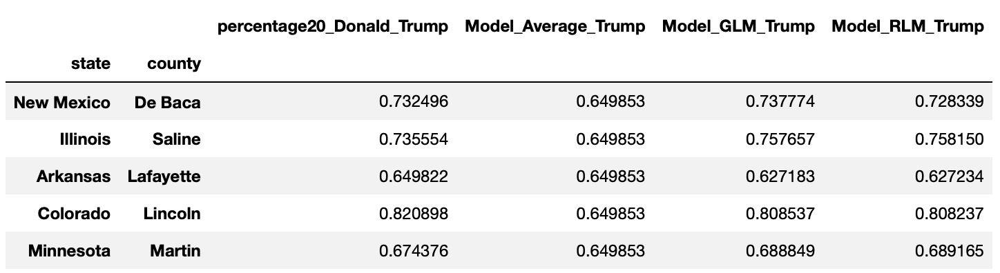 percentage20_Donald_Trump Model_Average_Trump Model_GLM_Trump Model_RLM_Trump
state county
New Mexico De Baca 0.732496 0.649853 0.737774 0.728339
Illinois Saline 0.735554 0.649853 0.757657 0.758150
Arkansas Lafayette 0.649822 0.649853 0.627183 0.627234
Colorado Lincoln 0.820898 0.649853 0.808537 0.808237
Minnesota Martin 0.674376 0.649853 0.688849 0.689165